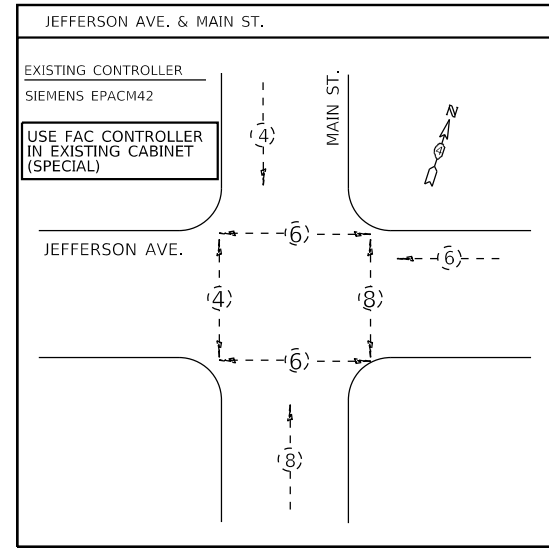 JEFFERSON AVE. & MAIN ST.
EXISTING CONTROLLER
SIEMENS EPACM42
USE FAC CONTROLLER
IN EXISTING CABINET
(SPECIAL)
MAIN ST.
N
4
4
JEFFERSON AVE.
6
6
4
8
6
8